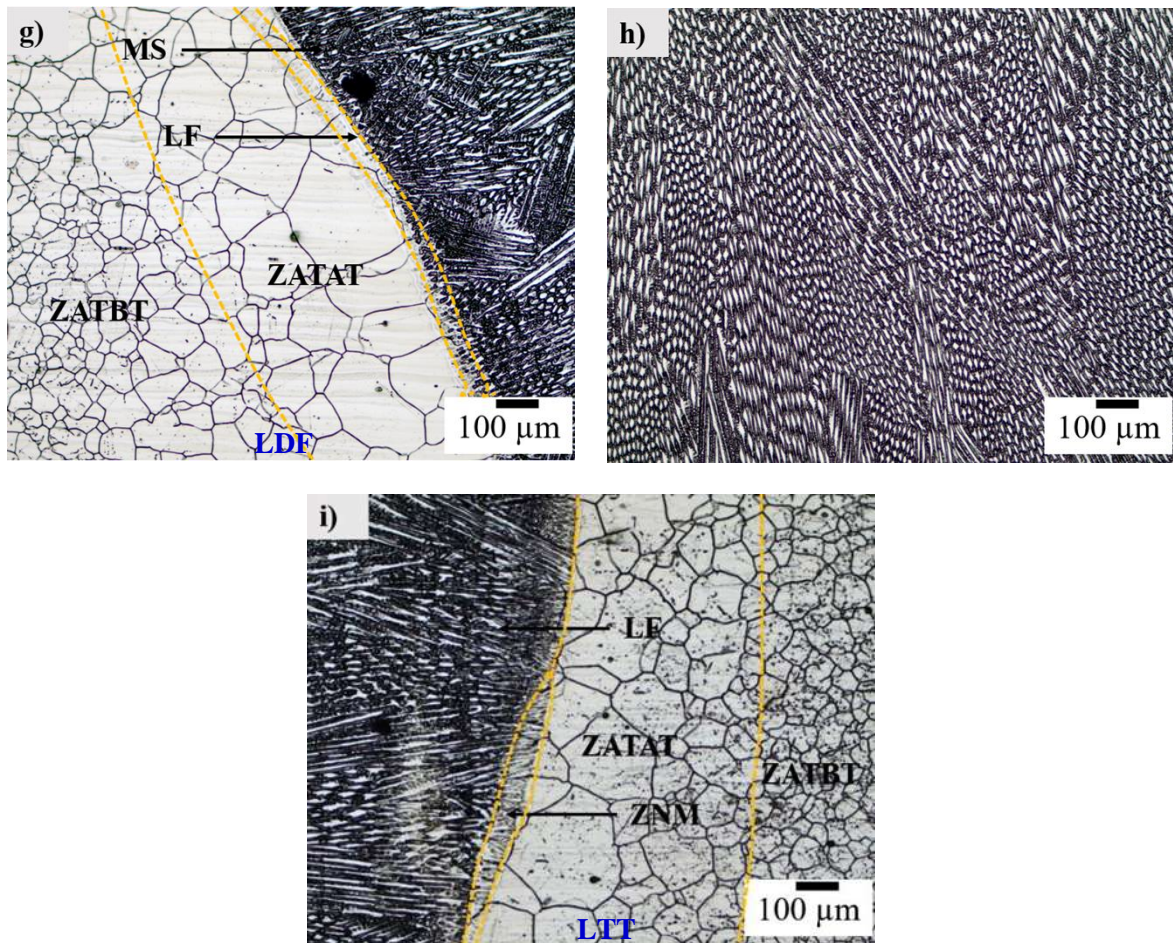 g)
MS
LF
ZATAT
ZATBT
LDF
100 µm
h)
100 µm
i)
LF
ZATAT
ZATBT
ZNM
LTT
100 µm